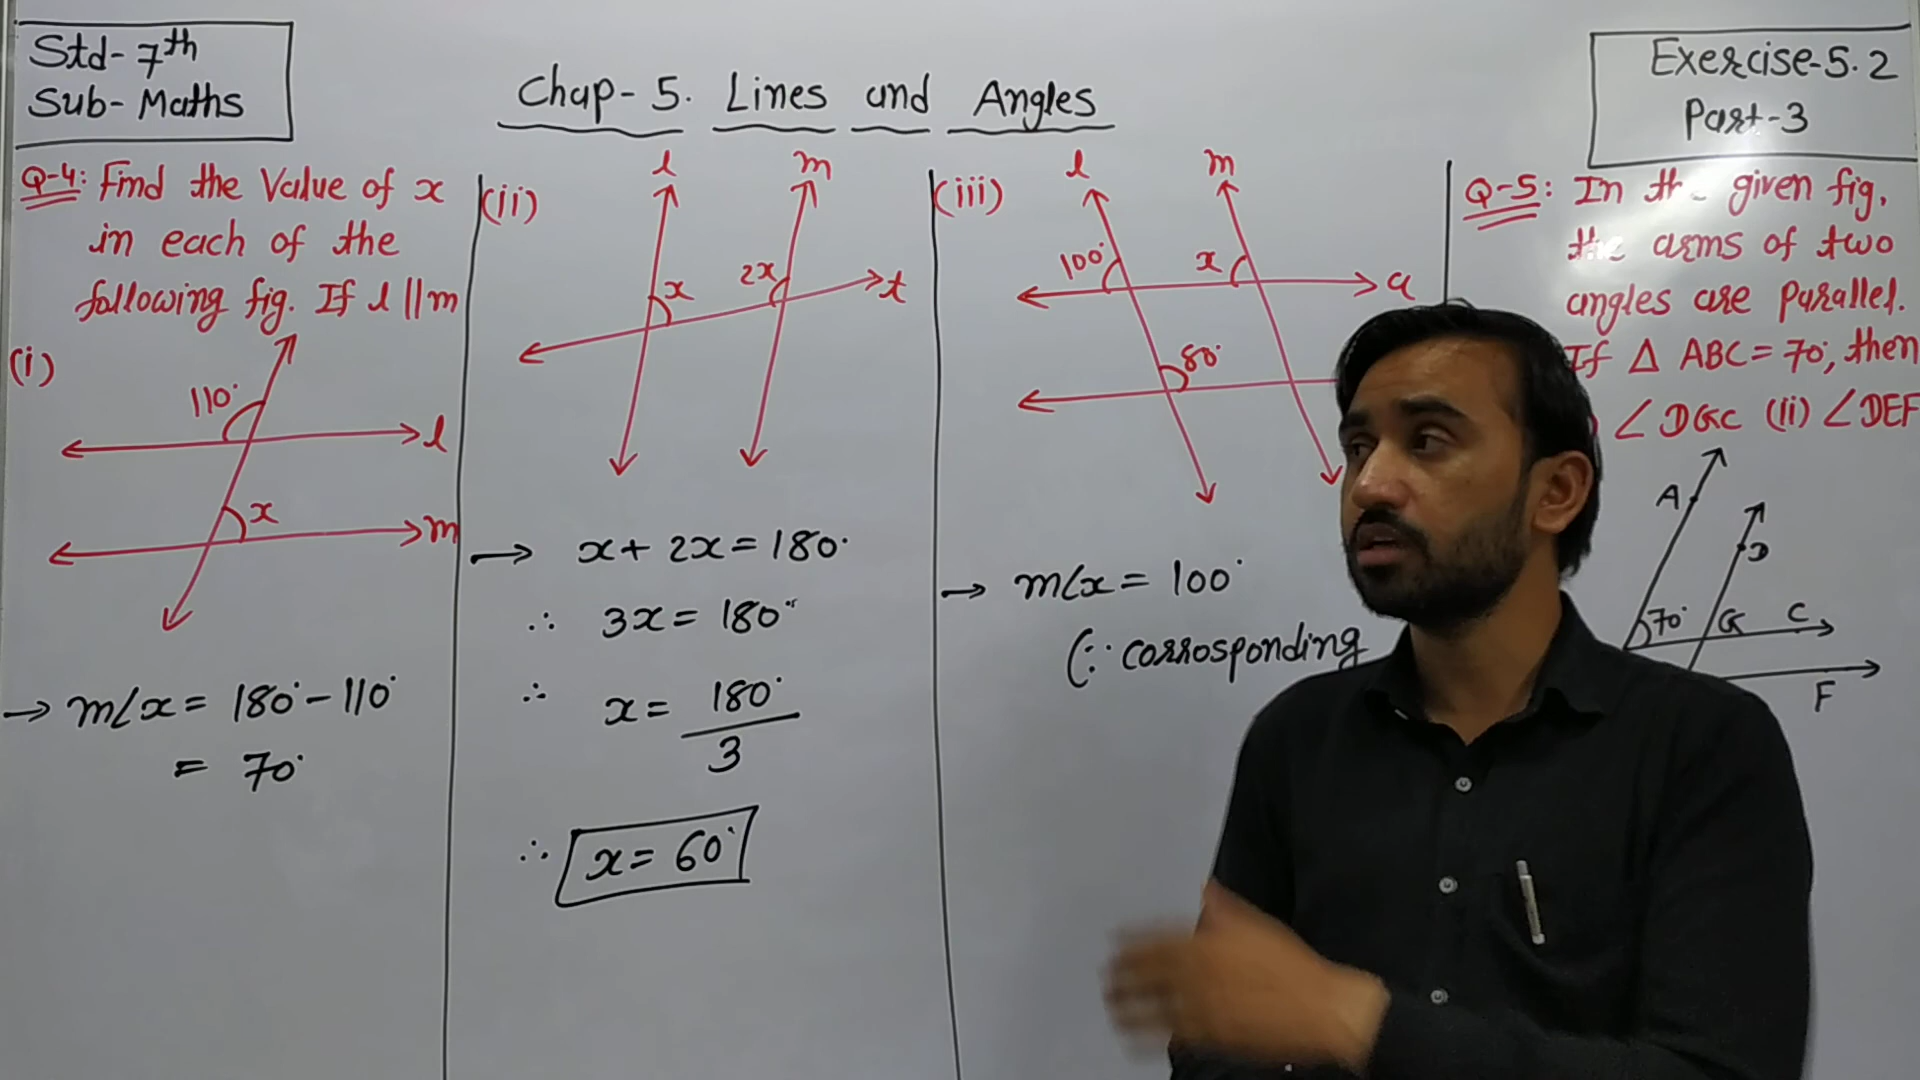 Std- 7th
Sub- Maths
Chap- 5. Lines and Angles
Exercise-5.2
Part-3
Q-4: Find the Value of x
in each of the
following fig. If l || m
(i)
110°
l
x
m
→ m∠x = 180° - 110°
= 70°
(ii)
l
m
x
2x
t
→ x + 2x = 180°
∴ 3x = 180°
∴ x = 180°
3
∴ x = 60°
(iii)
l
m
100°
x
a
80°
→ m∠x = 100°
(∵ corrosponding
Q-5: In the given fig,
the arms of two
angles are Parallel.
If Δ ABC = 70°, then
∠DGC (ii) ∠DEF
A
D
70°
G
C
F